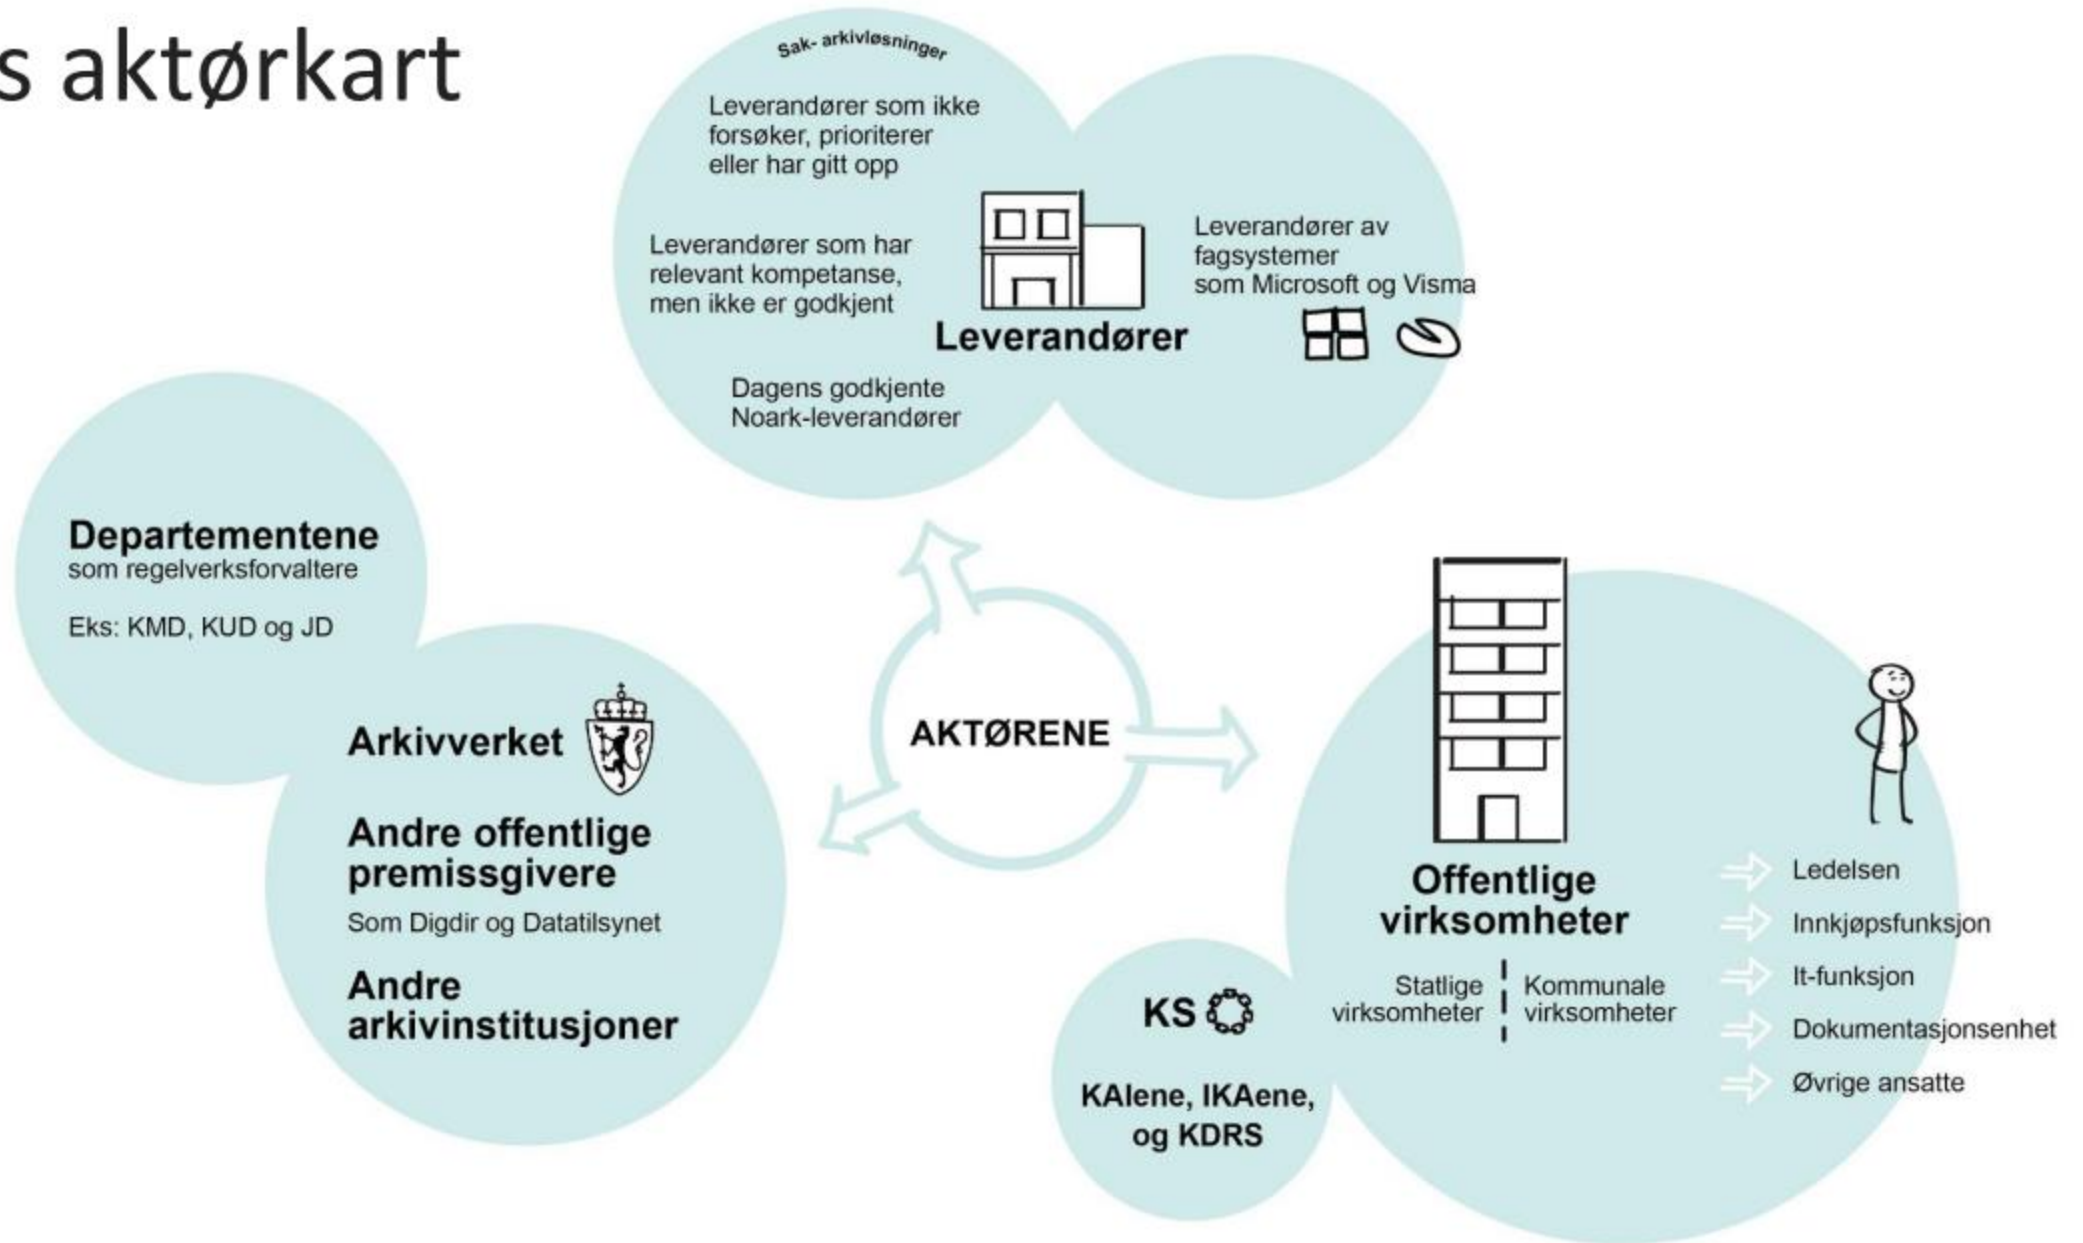 s aktørkart
Sak- arkivløsninger
Leverandører som ikke
forsøker, prioriterer
eller har gitt opp
Leverandører som har
relevant kompetanse,
men ikke er godkjent
Dagens godkjente
Noark-leverandører
Leverandører
Leverandører av
fagsystemer
som Microsoft og Visma
Departementene
som regelverksforvaltere
Eks: KMD, KUD og JD
Arkivverket
Andre offentlige
premissgivere
Som Digdir og Datatilsynet
Andre
arkivinstitusjoner
AKTØRENE
Offentlige
virksomheter
Statlige
virksomheter
Kommunale
virksomheter
Ledelsen
Innkjøpsfunksjon
It-funksjon
Dokumentasjonsenhet
Øvrige ansatte
KS
KAIene, IKAene,
og KDRS